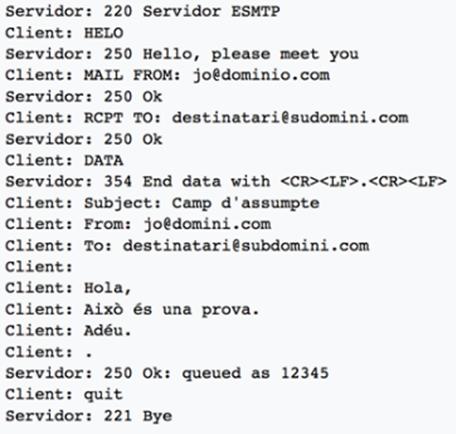 Servidor: 220 Servidor ESMTP
Client: HELO
Servidor: 250 Hello, please meet you
Client: MAIL FROM: jo@dominio.com
Servidor: 250 Ok
Client: RCPT TO: destinatari@sudomini.com
Servidor: 250 Ok
Client: DATA
Servidor: 354 End data with <CR><LF>.<CR><LF>
Client: Subject: Camp d'assumpte
Client: From: jo@domini.com
Client: To: destinatari@subdomini.com
Client:
Client: Hola,
Client: Això és una prova.
Client: Adéu.
Client: .
Servidor: 250 Ok: queued as 12345
Client: quit
Servidor: 221 Bye